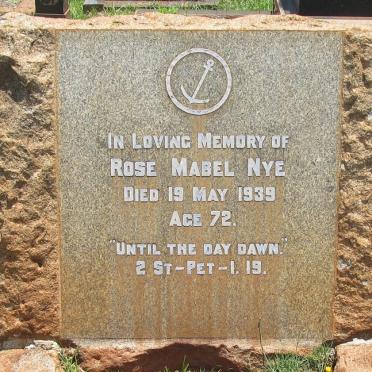 In Loving Memory of
Rose Mabel Nye
Died 19 May 1939
Age 72.
"Until the day dawn."
2 St-Pet-1. 19.